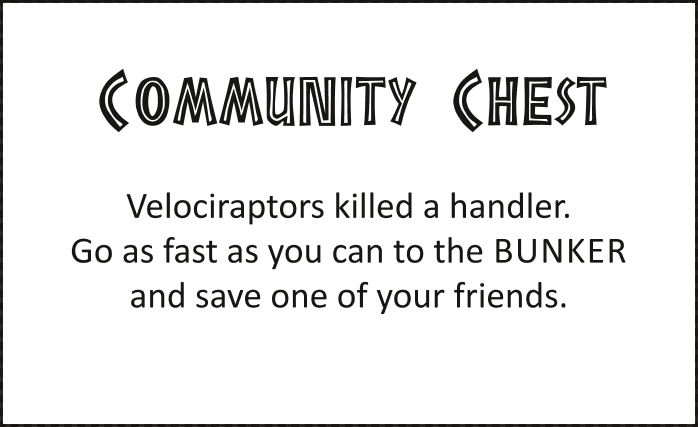 Community Chest
Velociraptors killed a handler.
Go as fast as you can to the BUNKER
and save one of your friends.